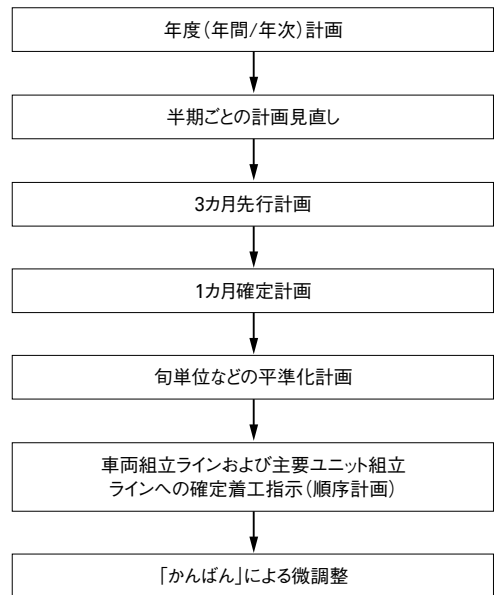 年度(年間/年次)計画
半期ごとの計画見直し
3カ月先行計画
1カ月確定計画
旬単位などの平準化計画
車両組立ラインおよび主要ユニット組立
ラインへの確定着工指示(順序計画)
「かんばん」による微調整